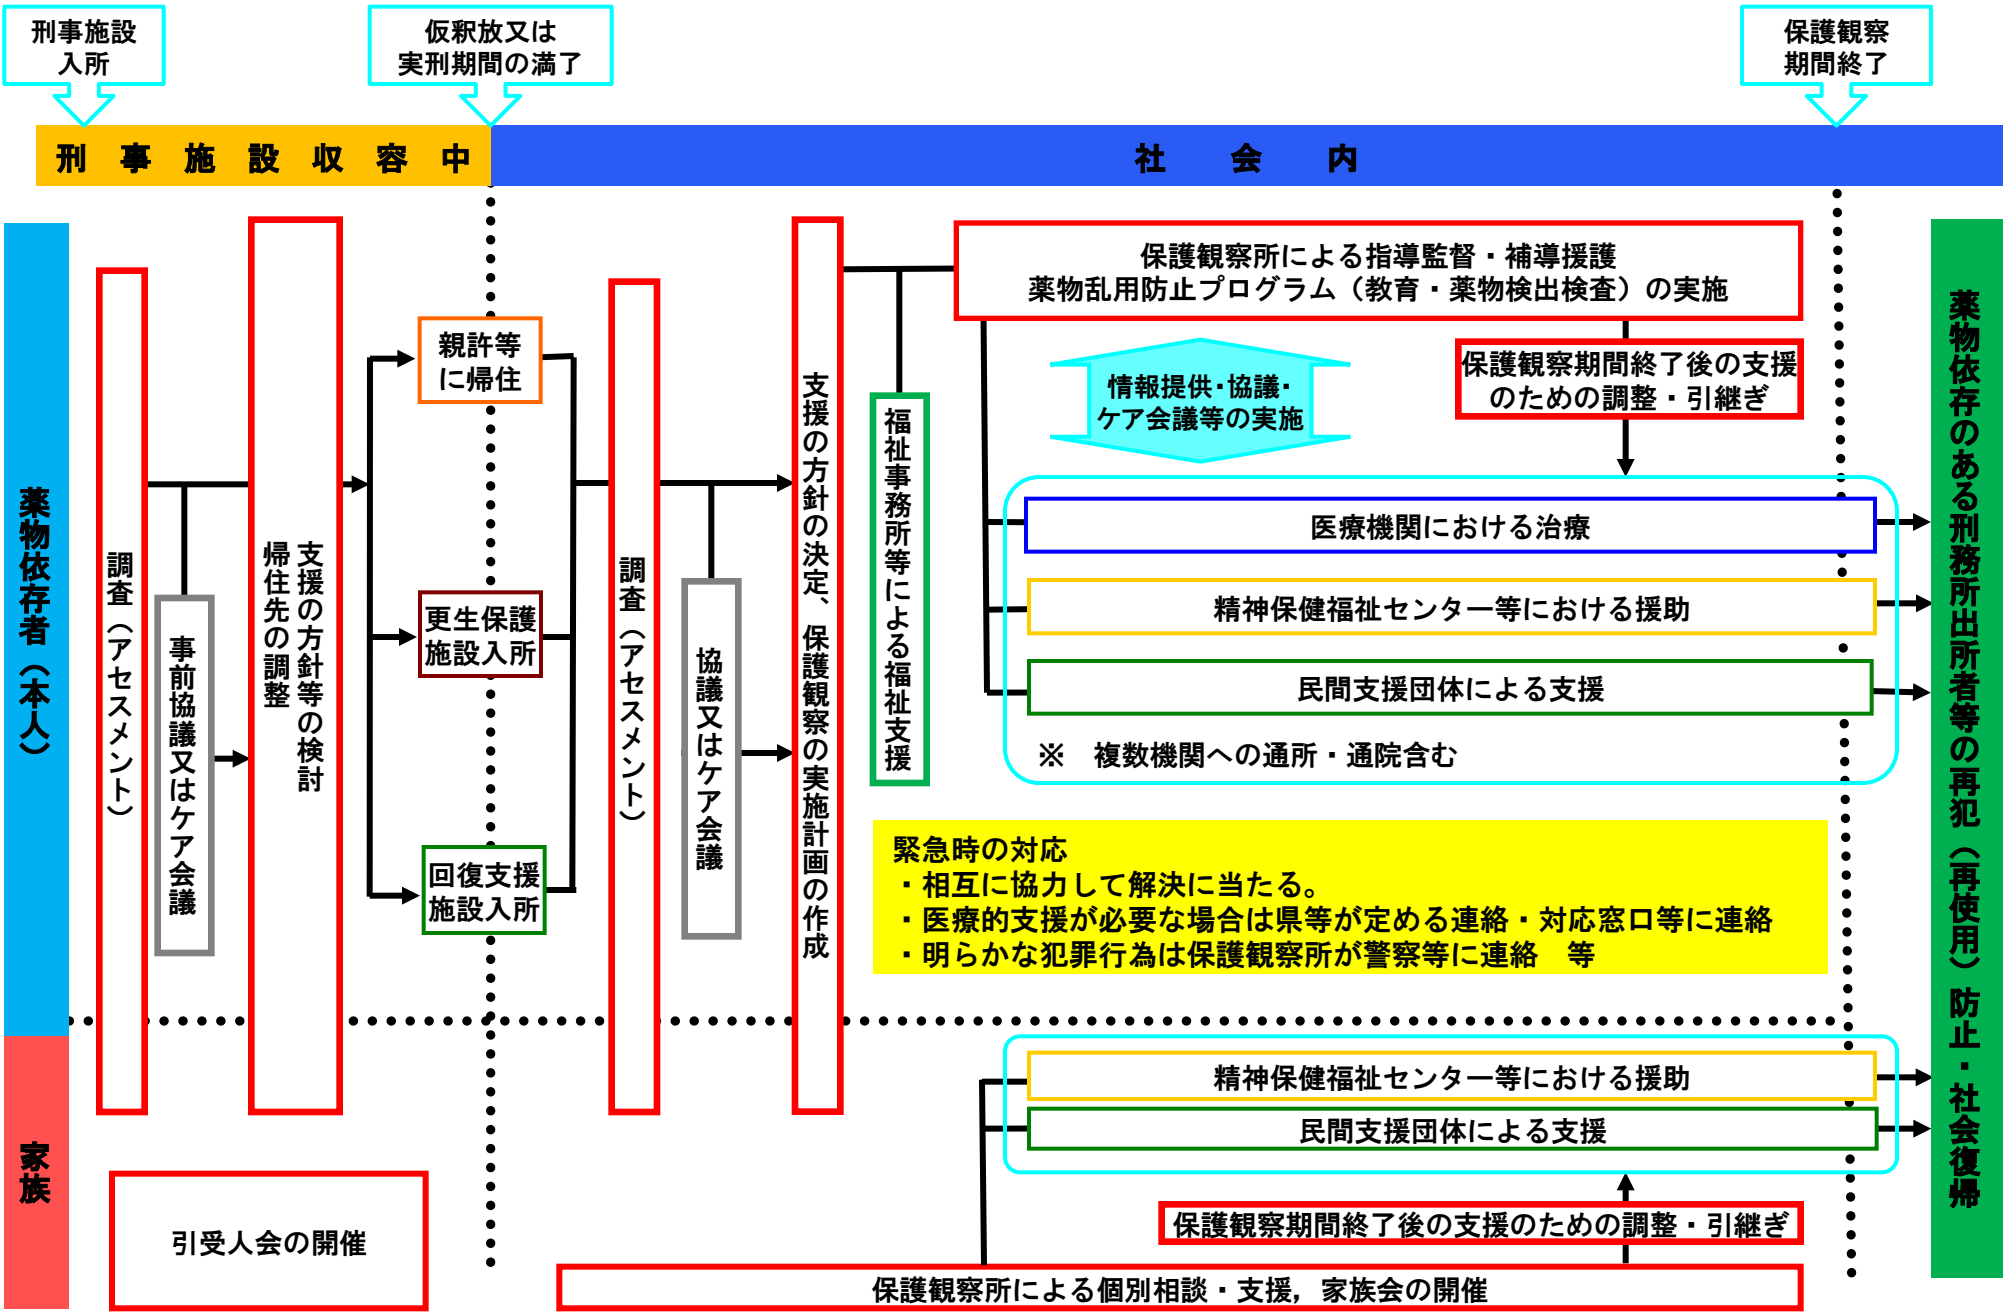 刑事施設
入所
仮釈放又は
実刑期間の満了
保護観察
期間終了
刑事施設収容中
社会内
薬物依存者（本人）
家族
調査（アセスメント）
事前協議又はケア会議
支援の方針等の検討
帰住先の調整
親許等
に帰住
更生保護
施設入所
回復支援
施設入所
調査（アセスメント）
協議又はケア会議
支援の方針の決定、保護観察の実施計画の作成
福祉事務所等による福祉支援
保護観察所による指導監督・補導援護
薬物乱用防止プログラム（教育・薬物検出検査）の実施
情報提供・協議・
ケア会議等の実施
保護観察期間終了後の支援
のための調整・引継ぎ
医療機関における治療
精神保健福祉センター等における援助
民間支援団体による支援
※　複数機関への通所・通院含む
緊急時の対応
・相互に協力して解決に当たる。
・医療的支援が必要な場合は県等が定める連絡・対応窓口等に連絡
・明らかな犯罪行為は保護観察所が警察等に連絡　等
精神保健福祉センター等における援助
民間支援団体による支援
保護観察期間終了後の支援のための調整・引継ぎ
引受人会の開催
保護観察所による個別相談・支援，家族会の開催
薬物依存のある刑務所出所者等の再犯（再使用）防止・社会復帰